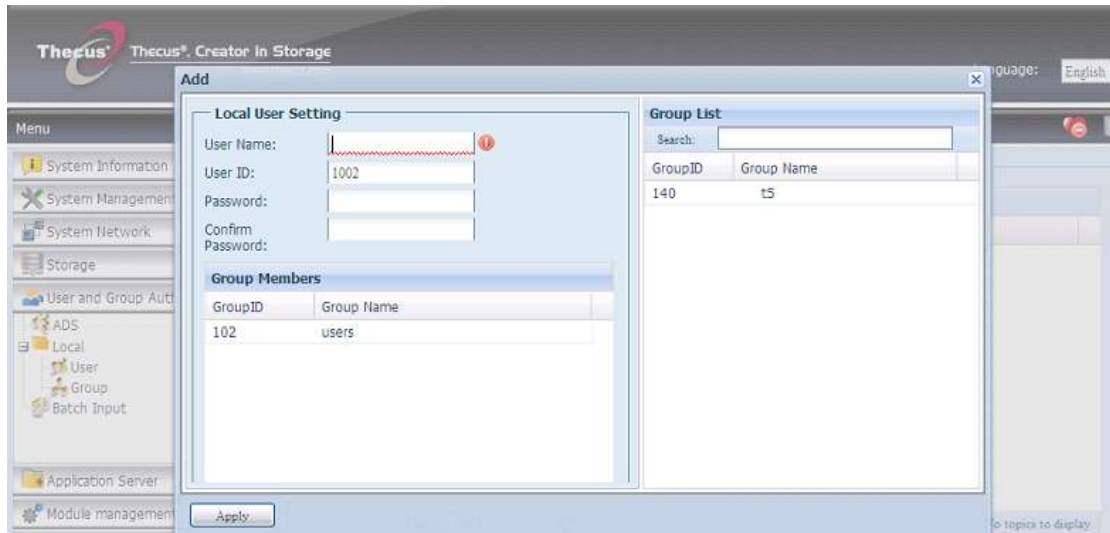 Thecus® Thecus®. Creator in Storage
Language: English
Add
Menu
System Information
System Management
System Network
Storage
User and Group Auth
ADS
Local
User
Group
Batch Input
Application Server
Module management
Local User Setting
User Name:
User ID: 1002
Password:
Confirm
Password:
Group Members
GroupID Group Name
102 users
Apply
Group List
Search:
GroupID Group Name
140 t5
No topics to display